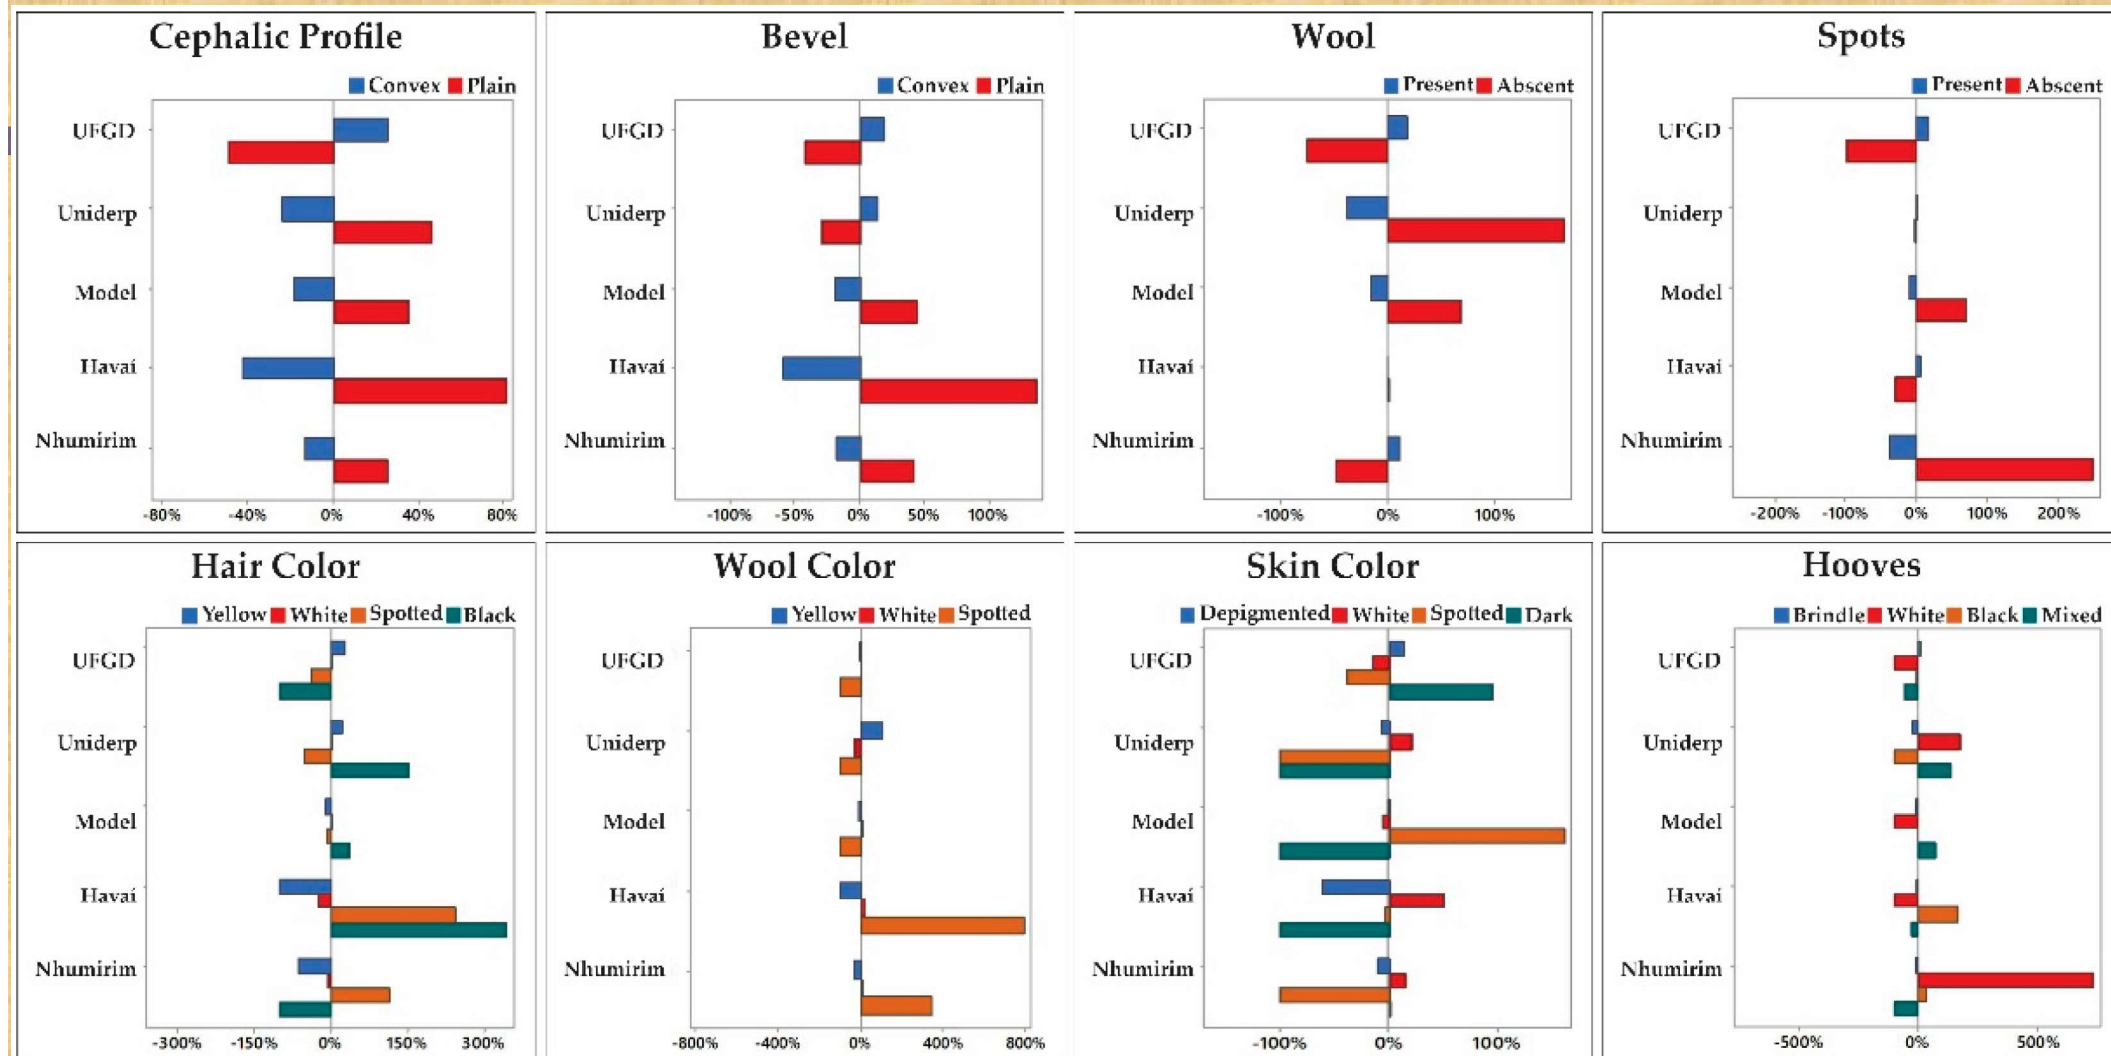 Cephalic Profile
Convex Plain
UFGD
Uniderp
Model
Havaí
Nhumirim
-80% -40% 0% 40% 80%
Bevel
Convex Plain
UFGD
Uniderp
Model
Havaí
Nhumirim
-100% -50% 0% 50% 100%
Wool
Present Abscent
UFGD
Uniderp
Model
Havaí
Nhumirim
-100% 0% 100%
Spots
Present Abscent
UFGD
Uniderp
Model
Havaí
Nhumirim
-200% -100% 0% 100% 200%
Hair Color
Yellow White Spotted Black
UFGD
Uniderp
Model
Havaí
Nhumirim
-300% -150% 0% 150% 300%
Wool Color
Yellow White Spotted
UFGD
Uniderp
Model
Havaí
Nhumirim
-800% -400% 0% 400% 800%
Skin Color
Depigmented White Spotted Dark
UFGD
Uniderp
Model
Havaí
Nhumirim
-100% 0% 100%
Hooves
Brindle White Black Mixed
UFGD
Uniderp
Model
Havaí
Nhumirim
-500% 0% 500%